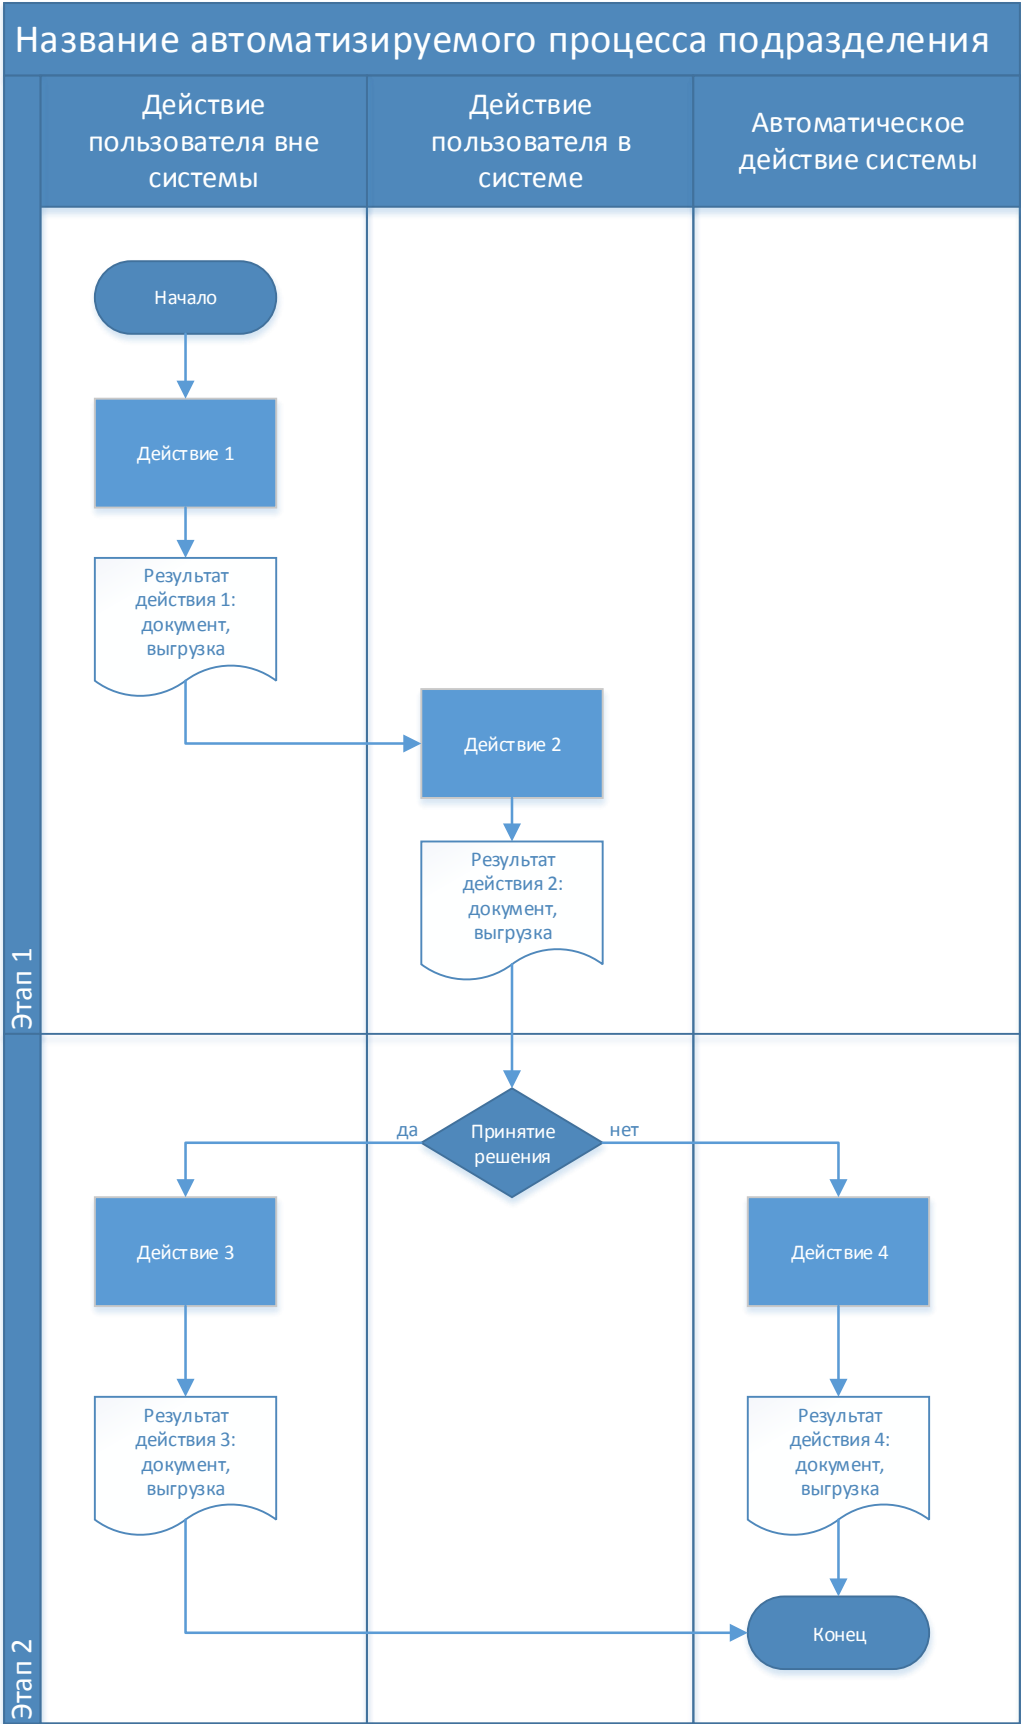 Название автоматизируемого процесса подразделения
Действие
пользователя вне
системы
Действие
пользователя в
системе
Автоматическое
действие системы
Этап 1
Начало
Действие 1
Результат
действия 1:
документ,
выгрузка
Действие 2
Результат
действия 2:
документ,
выгрузка
Этап 2
Принятие
решения
да
нет
Действие 3
Действие 4
Результат
действия 3:
документ,
выгрузка
Результат
действия 4:
документ,
выгрузка
Конец